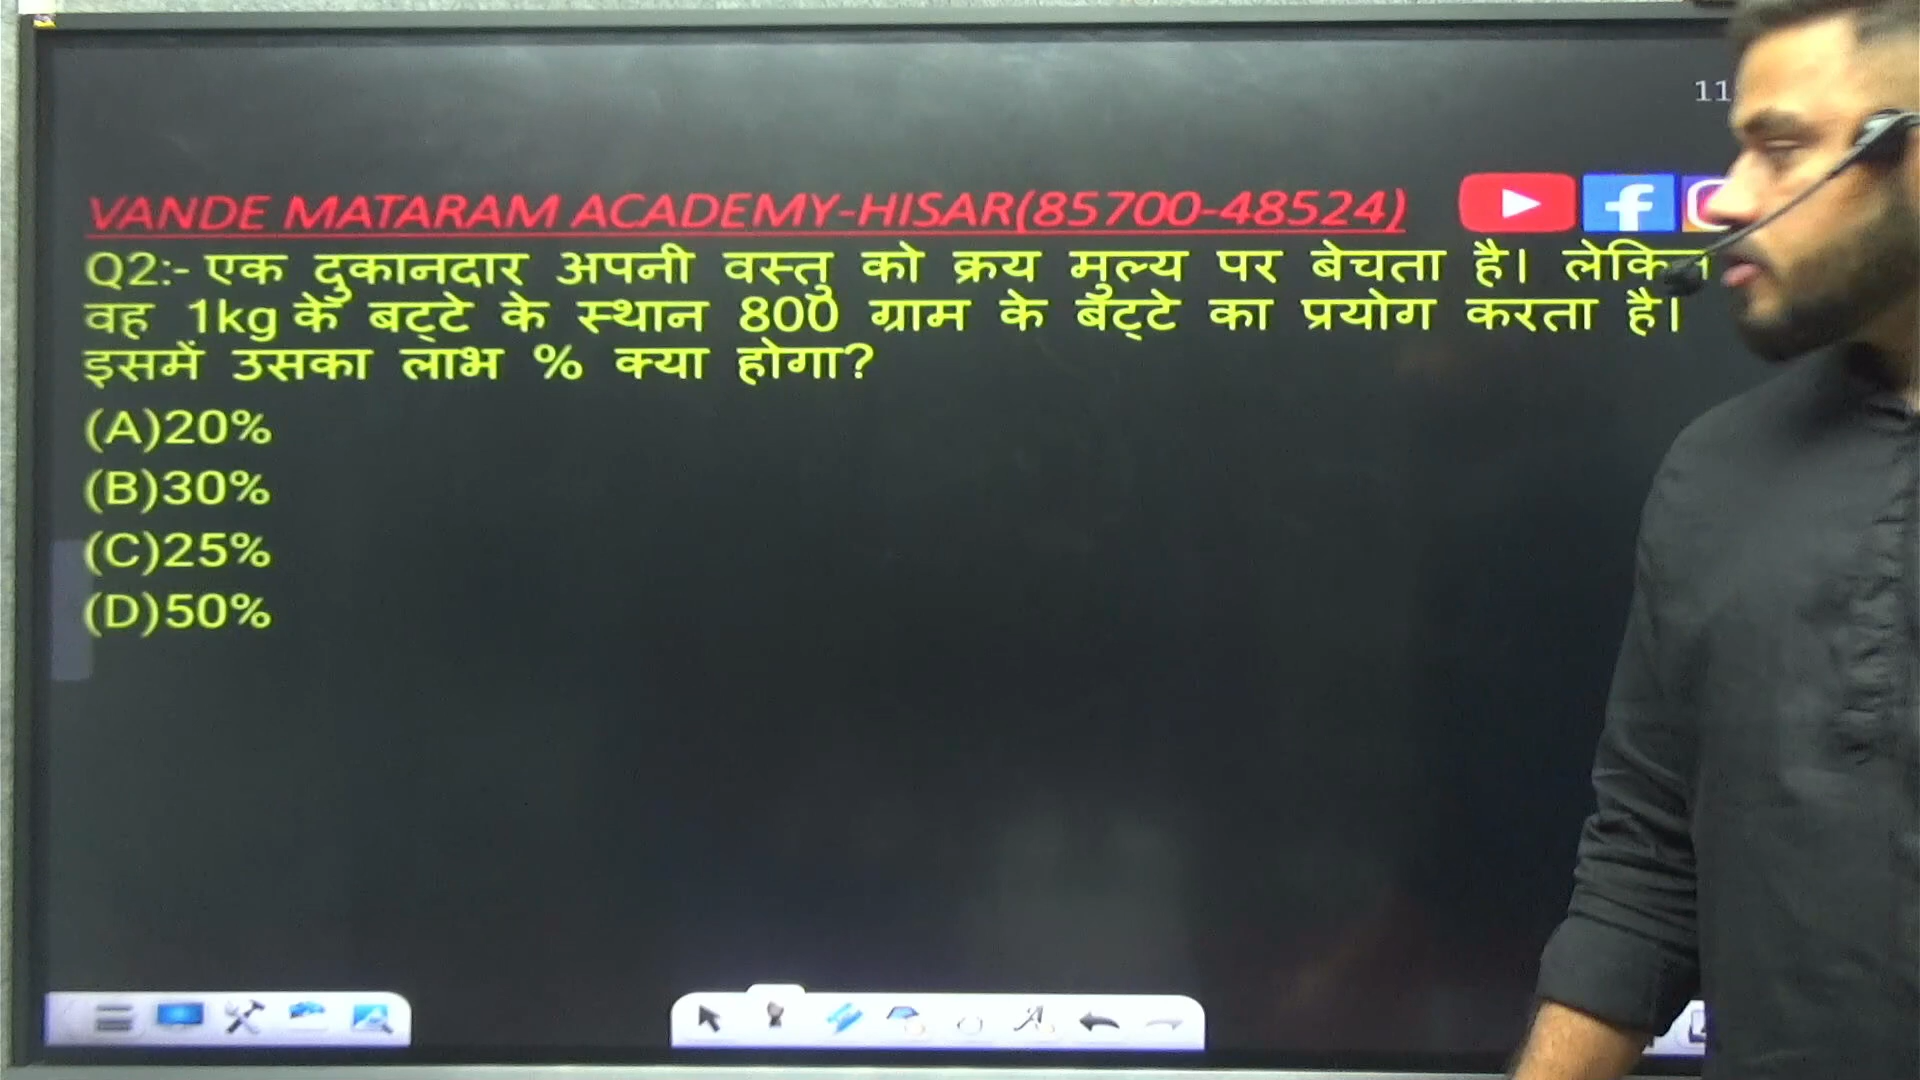 11
VANDE MATARAM ACADEMY-HISAR(85700-48524)
Q2:- एक दुकानदार अपनी वस्तु को क्रय मुल्य पर बेचता है। लेकिन
वह 1kg के बट्टे के स्थान 800 ग्राम के बट्टे का प्रयोग करता है।
इसमें उसका लाभ % क्या होगा?
(A)20%
(B)30%
(C)25%
(D)50%